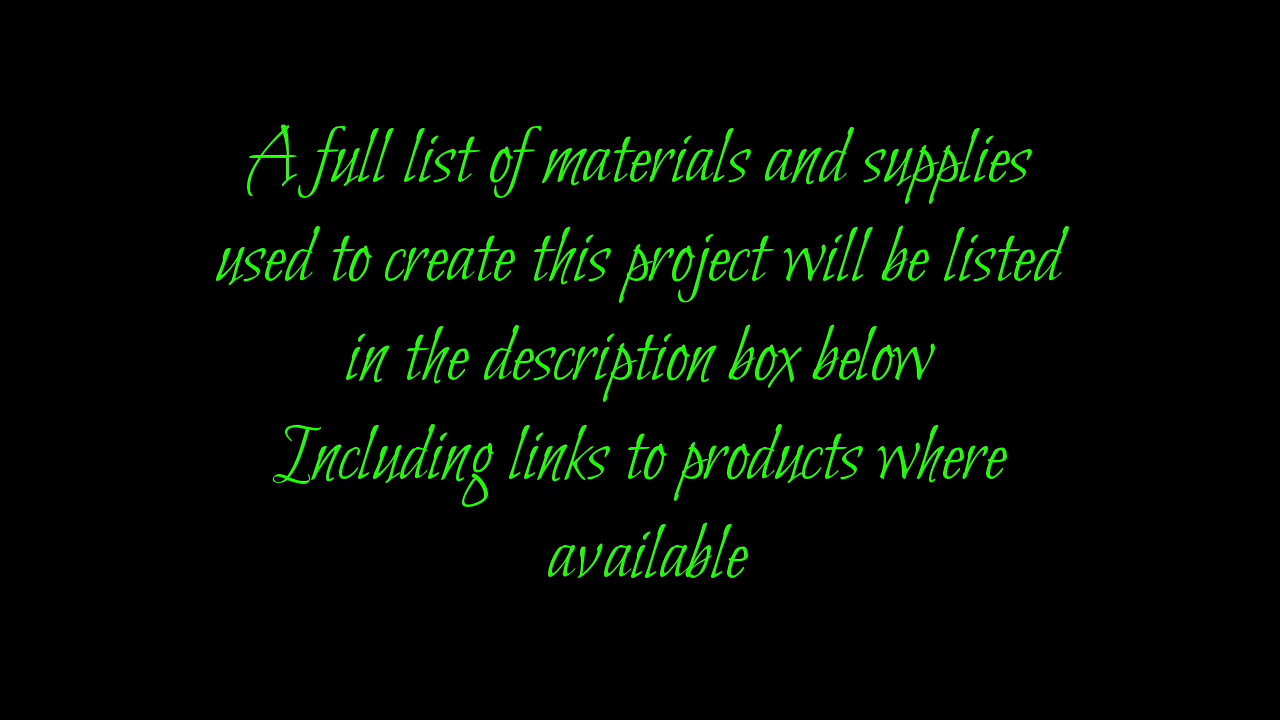 A full list of materials and supplies
used to create this project will be listed
in the description box below
Including links to products where
available